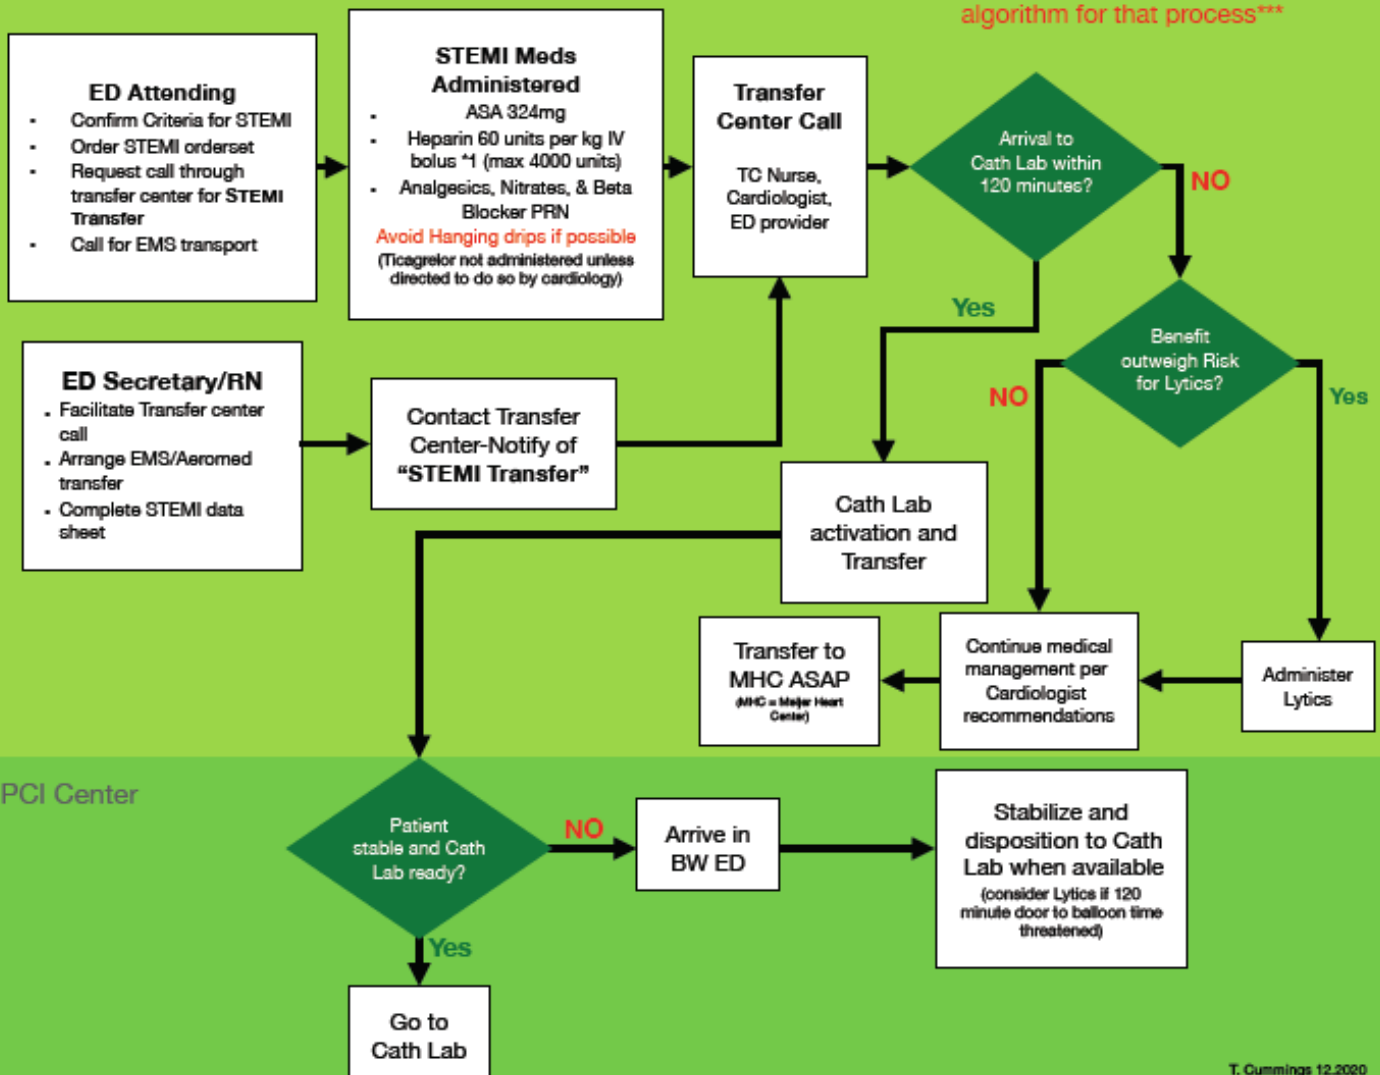 algorithm for that process***
ED Attending
- Confirm Criteria for STEMI
- Order STEMI orderset
- Request call through
transfer center for STEMI
Transfer
- Call for EMS transport
STEMI Meds
Administered
- ASA 324mg
- Heparin 60 units per kg IV
bolus *1 (max 4000 units)
- Analgesics, Nitrates, & Beta
Blocker PRN
Avoid Hanging drips if possible
(Ticagrelor not administered unless
directed to do so by cardiology)
Transfer
Center Call
TC Nurse,
Cardiologist,
ED provider
Arrival to
Cath Lab within
120 minutes?
NO
Yes
Benefit
outweigh Risk
for Lytics?
NO
Yes
ED Secretary/RN
. Facilitate Transfer center
call
. Arrange EMS/Aeromed
transfer
. Complete STEMI data
sheet
Contact Transfer
Center-Notify of
“STEMI Transfer”
Cath Lab
activation and
Transfer
Transfer to
MHC ASAP
(MHC = Meijer Heart
Center)
Continue medical
management per
Cardiologist
recommendations
Administer
Lytics
PCI Center
Patient
stable and Cath
Lab ready?
NO
Yes
Arrive in
BW ED
Stabilize and
disposition to Cath
Lab when available
(consider Lytics if 120
minute door to balloon time
threatened)
Go to
Cath Lab
T. Cummings 12.2020